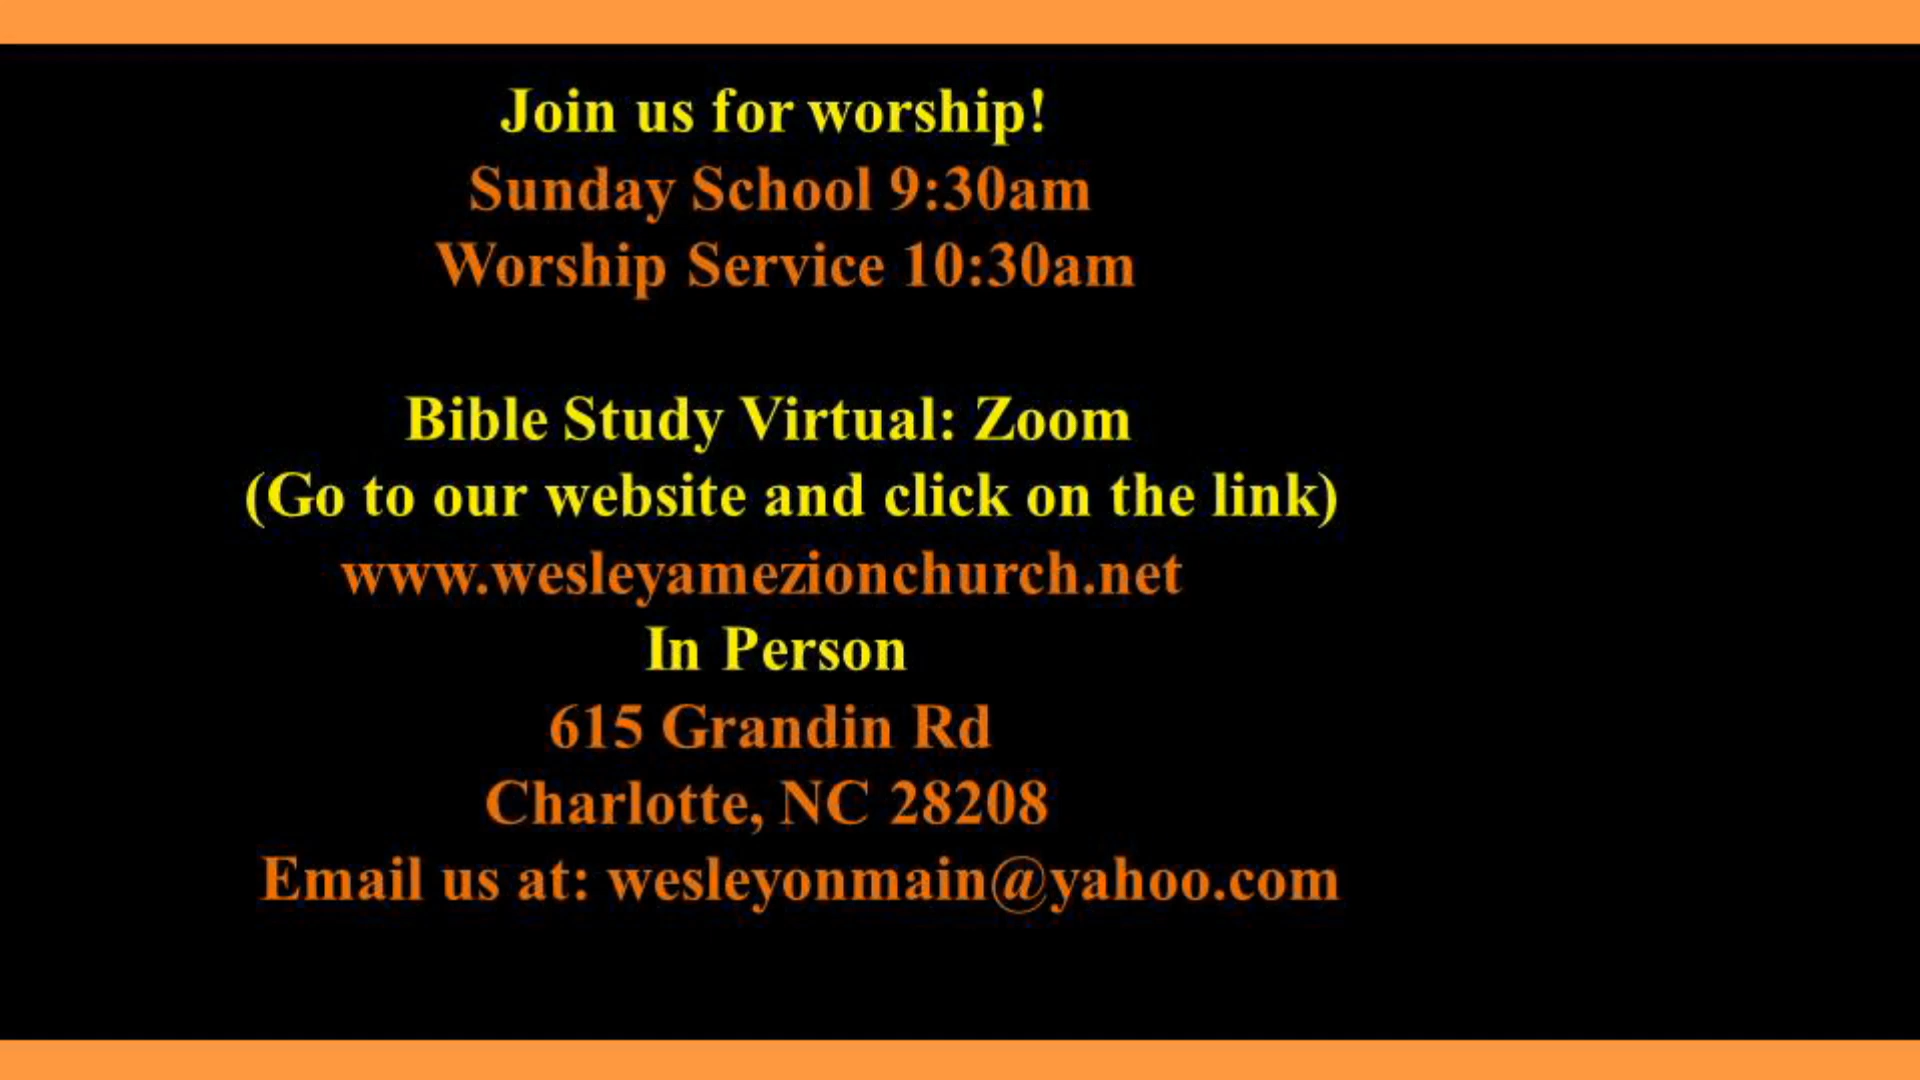 Join us for worship!
Sunday School 9:30am
Worship Service 10:30am
Bible Study Virtual: Zoom
(Go to our website and click on the link)
www.wesleyamezionchurch.net
In Person
615 Grandin Rd
Charlotte, NC 28208
Email us at: wesleyonmain@yahoo.com